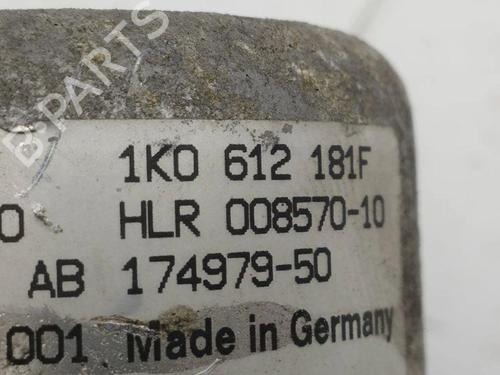 B-PARTS
1K0 612 181F
0 HLR 008570-10
AB 174979-50
001 Made in Germany